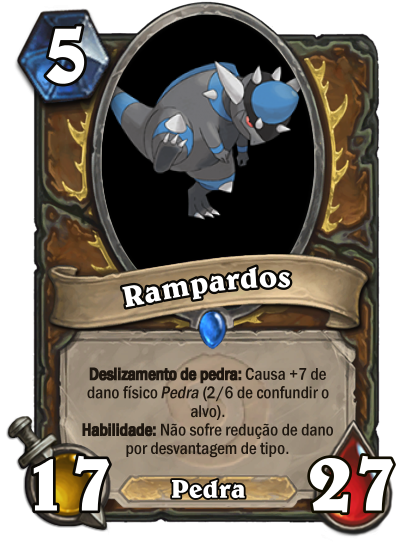 5
Rampardos
Deslizamento de pedra: Causa +7 de
dano físico Pedra (2/6 de confundir o
alvo).
Habilidade: Não sofre redução de dano
por desvantagem de tipo.
17
Pedra
27